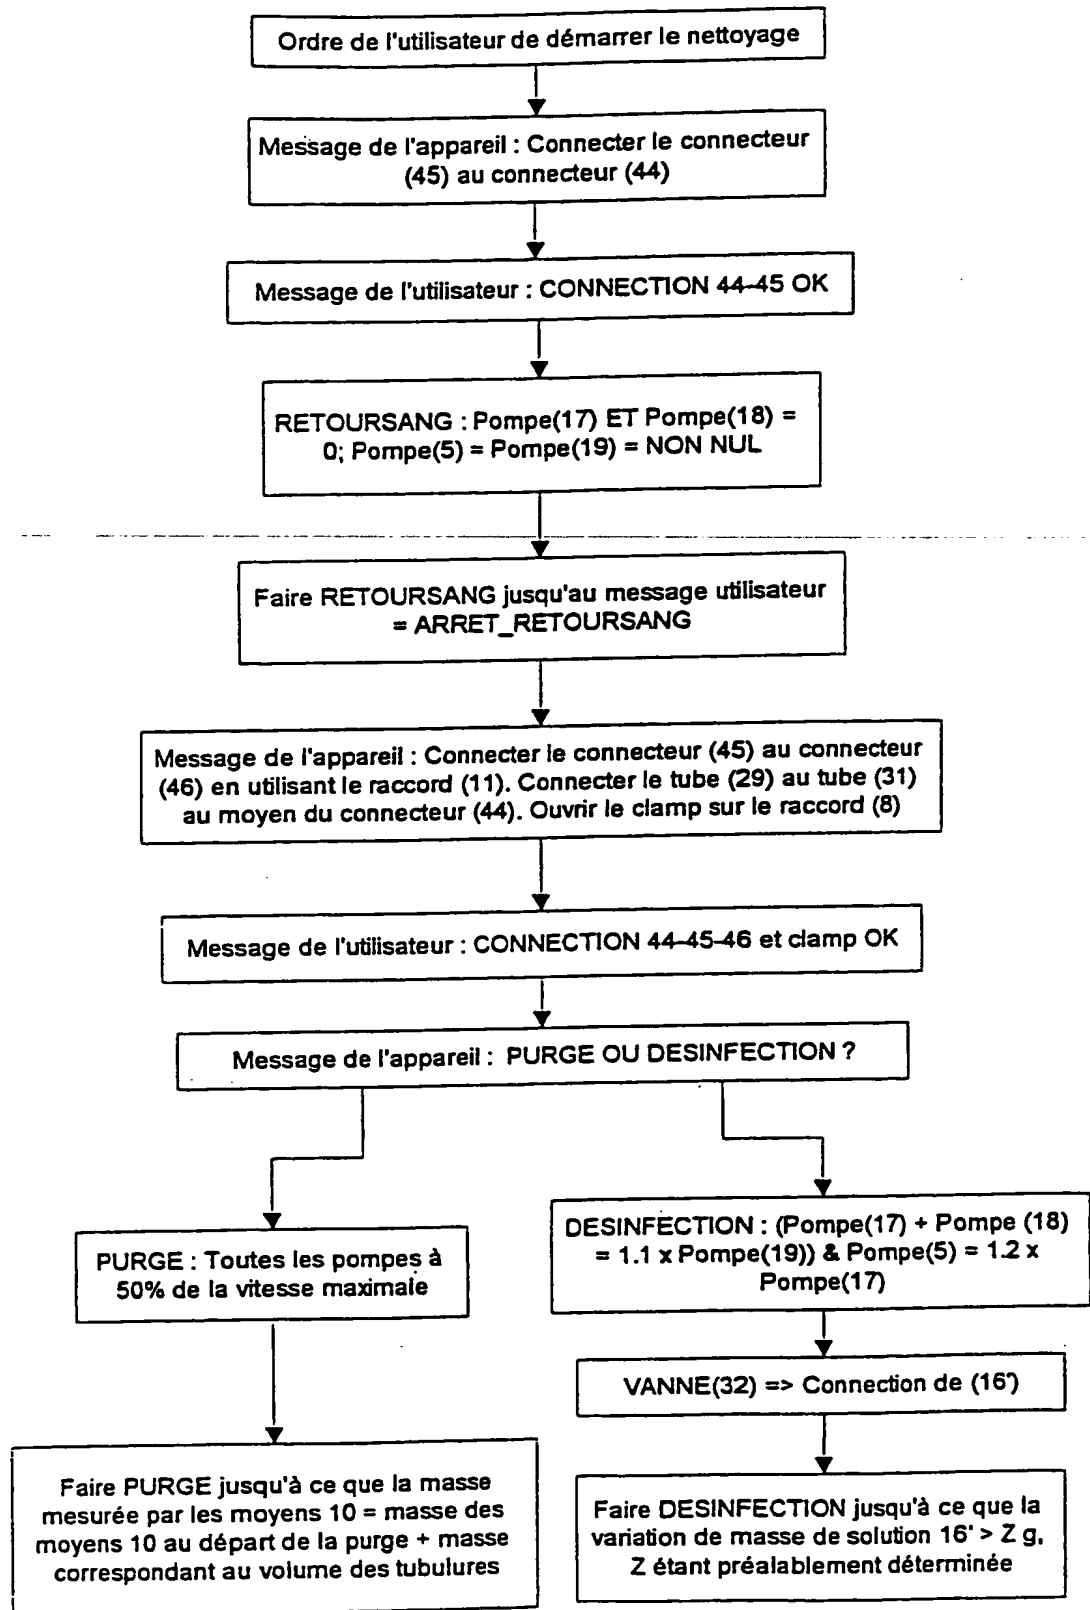 Ordre de l'utilisateur de démarrer le nettoyage
Message de l'appareil : Connecter le connecteur
(45) au connecteur (44)
Message de l'utilisateur : CONNECTION 44-45 OK
RETOURSANG : Pompe(17) ET Pompe(18) =
0; Pompe(5) = Pompe(19) = NON NUL
Faire RETOURSANG jusqu'au message utilisateur
= ARRET_RETOURSANG
Message de l'appareil : Connecter le connecteur (45) au connecteur
(46) en utilisant le raccord (11). Connecter le tube (29) au tube (31)
au moyen du connecteur (44). Ouvrir le clamp sur le raccord (8)
Message de l'utilisateur : CONNECTION 44-45-46 et clamp OK
Message de l'appareil : PURGE OU DESINFECTION ?
PURGE : Toutes les pompes à
50% de la vitesse maximale
Faire PURGE jusqu'à ce que la masse
mesurée par les moyens 10 = masse des
moyens 10 au départ de la purge + masse
correspondant au volume des tubulures
DESINFECTION : (Pompe(17) + Pompe (18)
= 1.1 x Pompe(19)) & Pompe(5) = 1.2 x
Pompe(17)
VANNE(32) => Connection de (16')
Faire DESINFECTION jusqu'à ce que la
variation de masse de solution 16' > Z g,
Z étant préalablement déterminée